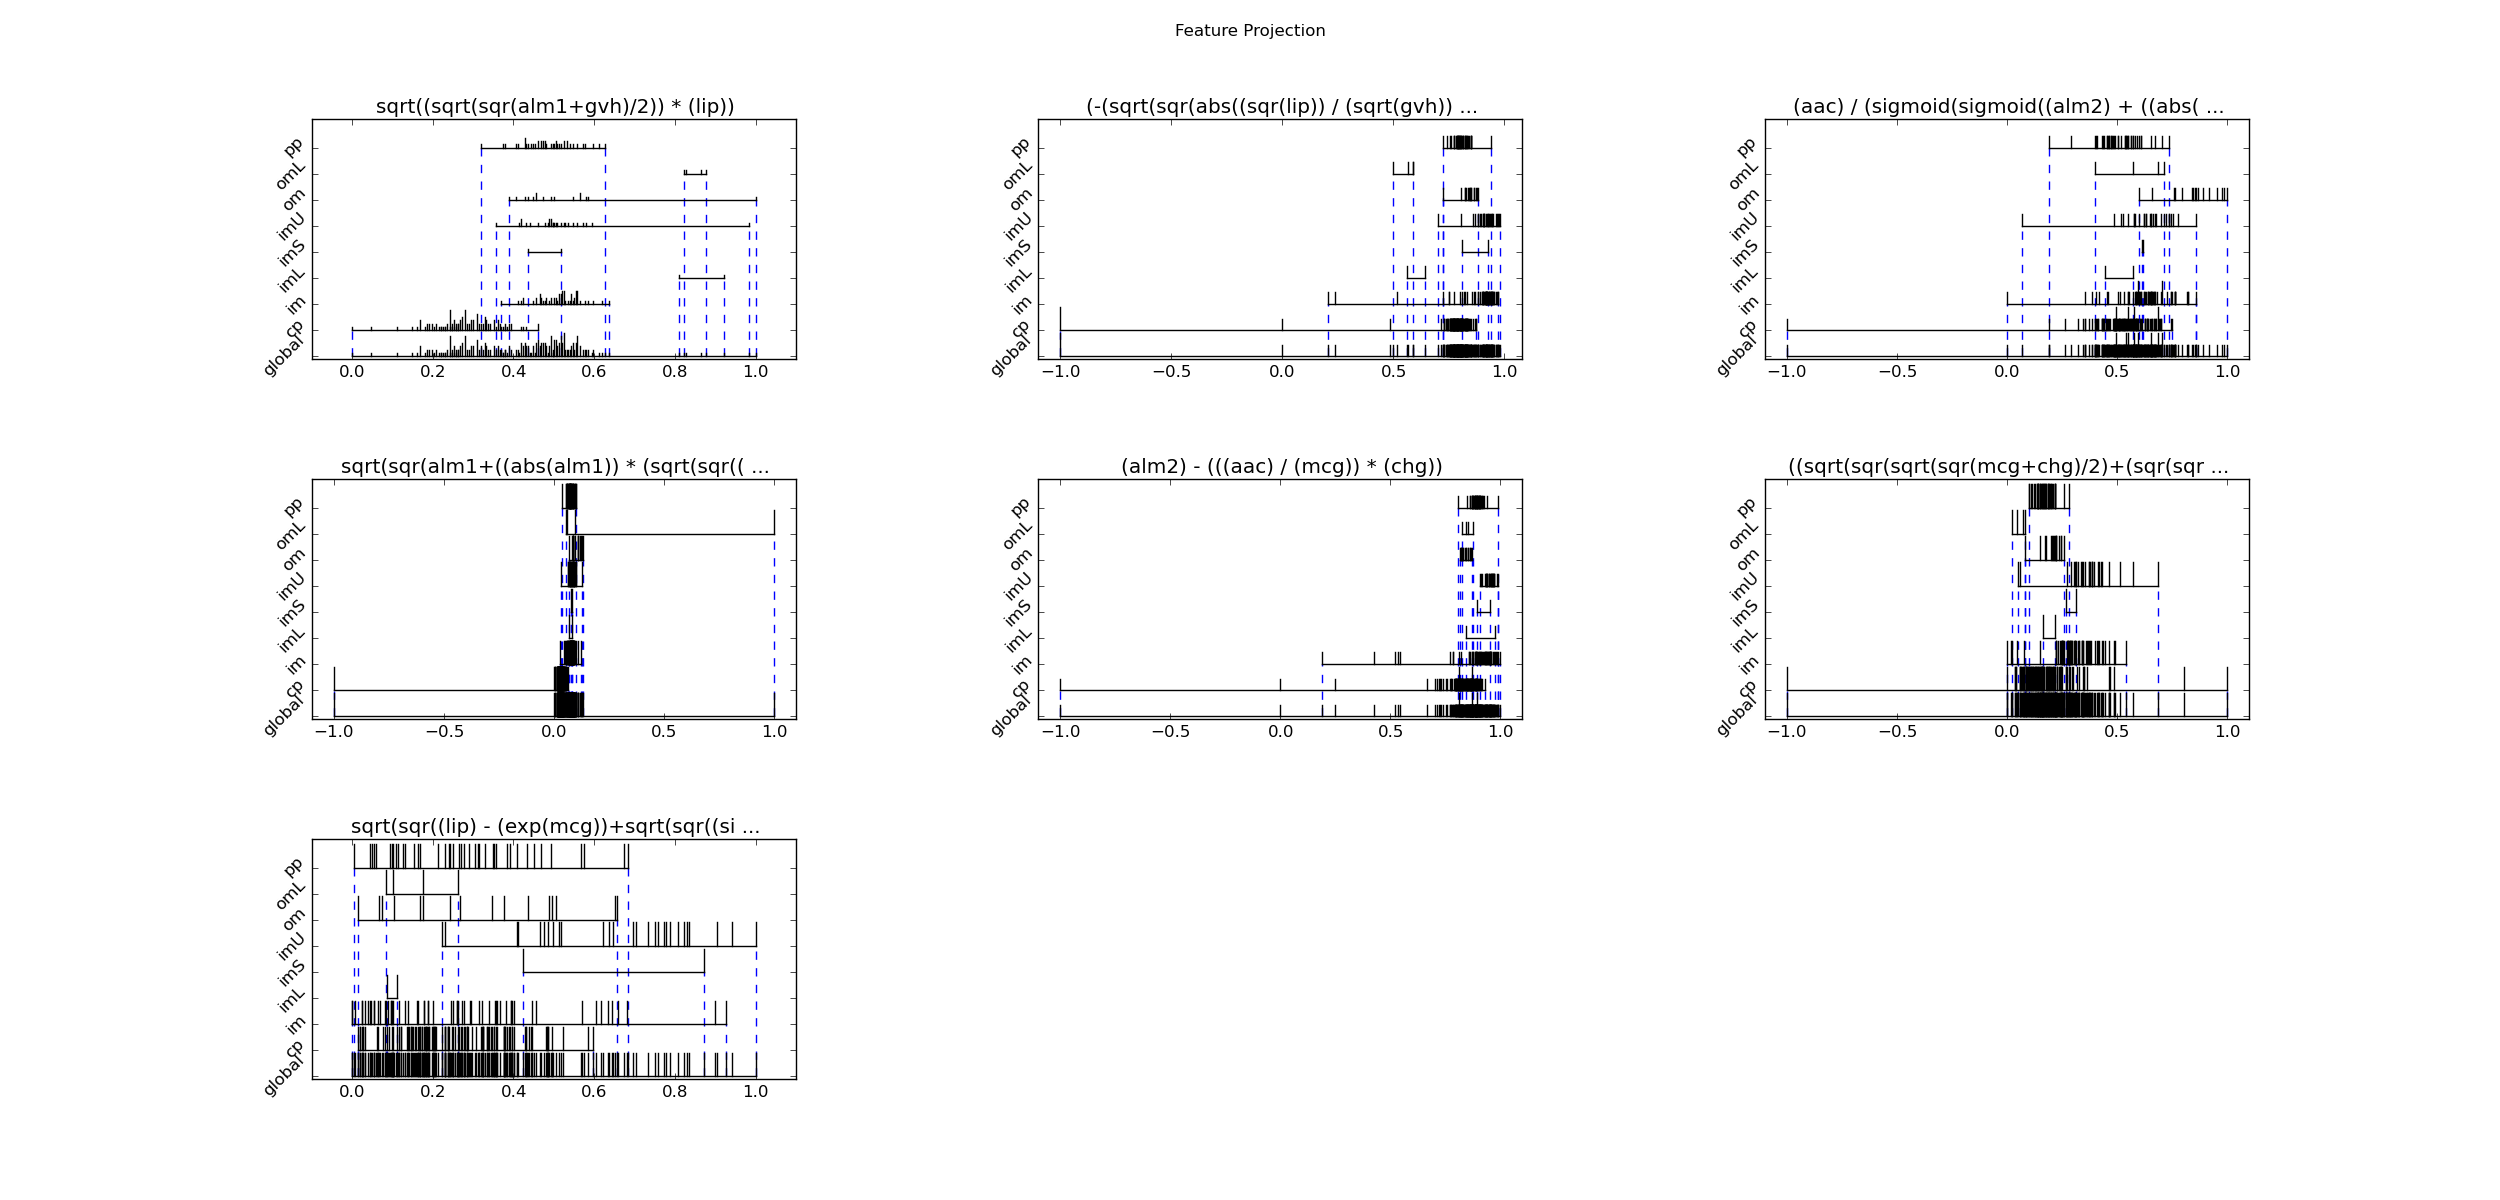 Feature Projection
sqrt((sqrt(sqr(alm1+gvh)/2)) * (lip))
pp
omL
om
imU
imS
imL
im
cp
global
0.0 0.2 0.4 0.6 0.8 1.0
(-(sqrt(sqr(abs((sqr(lip)) / (sqrt(gvh)) ...
pp
omL
om
imU
imS
imL
im
cp
global
−1.0 −0.5 0.0 0.5 1.0
(aac) / (sigmoid(sigmoid((alm2) + ((abs( ...
pp
omL
om
imU
imS
imL
im
cp
global
−1.0 −0.5 0.0 0.5 1.0
sqrt(sqr(alm1+((abs(alm1)) * (sqrt(sqr(( ...
pp
omL
om
imU
imS
imL
im
cp
global
−1.0 −0.5 0.0 0.5 1.0
(alm2) - (((aac) / (mcg)) * (chg))
pp
omL
om
imU
imS
imL
im
cp
global
−1.0 −0.5 0.0 0.5 1.0
((sqrt(sqr(sqrt(sqr(mcg+chg)/2)+(sqr(sqr ...
pp
omL
om
imU
imS
imL
im
cp
global
−1.0 −0.5 0.0 0.5 1.0
sqrt(sqr((lip) - (exp(mcg))+sqrt(sqr((si ...
pp
omL
om
imU
imS
imL
im
cp
global
0.0 0.2 0.4 0.6 0.8 1.0